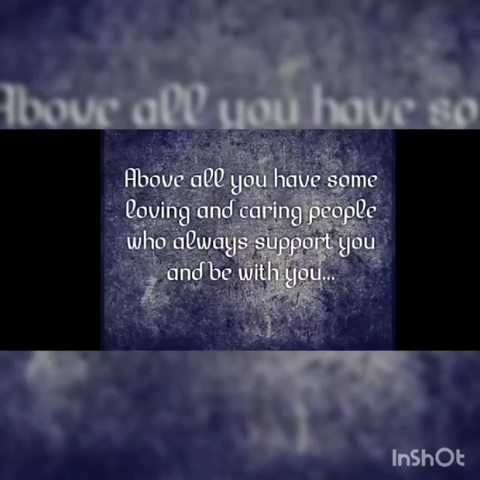 Above all you have so
Above all you have some
loving and caring people
who always support you
and be with you...
InShOt